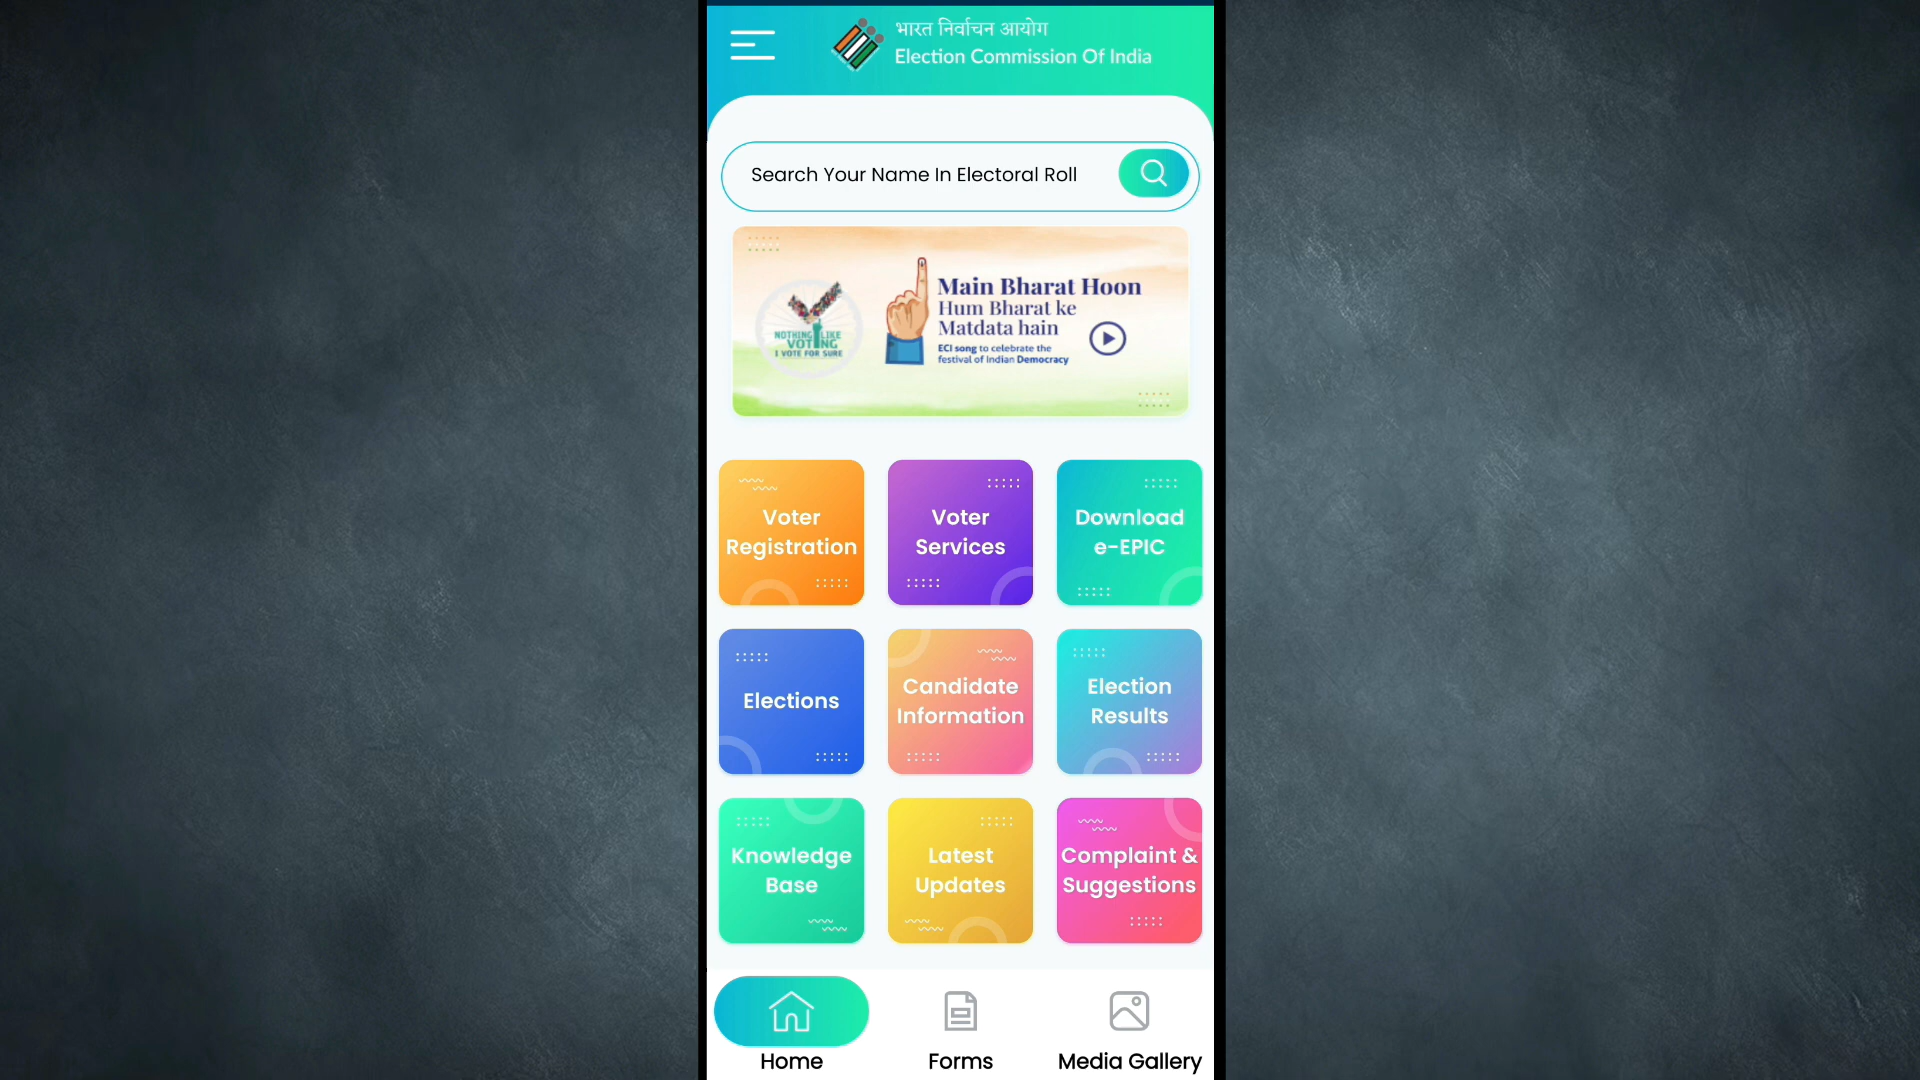 भारत निर्वाचन आयोग
Election Commission Of India
Search Your Name In Electoral Roll
NOTHING LIKE
VOTING
I VOTE FOR SURE
Main Bharat Hoon
Hum Bharat ke
Matdata hain
ECI song to celebrate the
festival of Indian Democracy
Voter
Registration
Voter
Services
Download
e-EPIC
Elections
Candidate
Information
Election
Results
Knowledge
Base
Latest
Updates
Complaint &
Suggestions
Home
Forms
Media Gallery